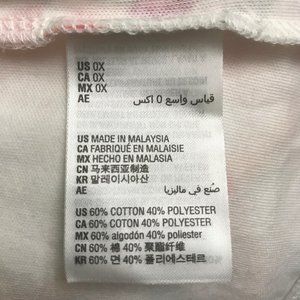 US 0X
CA 0X
MX 0X
AE قياس واسع 0 اكس
US MADE IN MALAYSIA
CA FABRIQUÉ EN MALAISIE
MX HECHO EN MALASIA
CN 马来西亚制造
KR 말레이시아산
AE صنع في ماليزيا
US 60% COTTON 40% POLYESTER
CA 60% COTON 40% POLYESTER
MX 60% algodón 40% poliester
CN 60% 棉 40% 聚酯纤维
KR 60% 면 40% 폴리에스테르